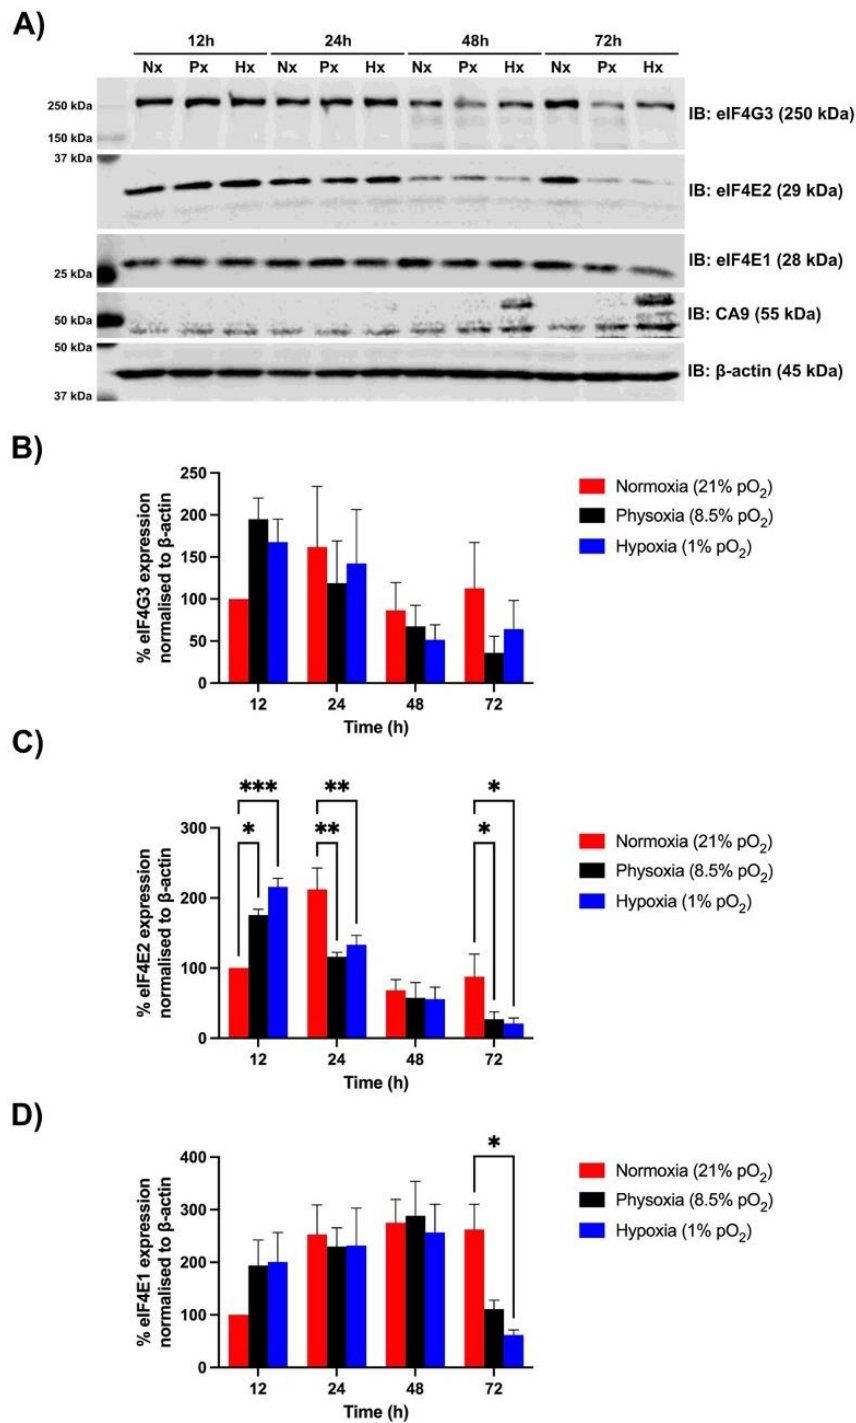 A)
12h 24h 48h 72h
Nx Px Hx Nx Px Hx Nx Px Hx Nx Px Hx
250 kDa
150 kDa
IB: eIF4G3 (250 kDa)
37 kDa
IB: eIF4E2 (29 kDa)
25 kDa
IB: eIF4E1 (28 kDa)
50 kDa
IB: CA9 (55 kDa)
50 kDa
37 kDa
IB: β-actin (45 kDa)
B)
% eIF4G3 expression
normalised to β-actin
250
200
150
100
50
0
12 24 48 72
Time (h)
Normoxia (21% pO₂)
Physoxia (8.5% pO₂)
Hypoxia (1% pO₂)
C)
% eIF4E2 expression
normalised to β-actin
300
200
100
0
*** ** *
* ** *
12 24 48 72
Time (h)
Normoxia (21% pO₂)
Physoxia (8.5% pO₂)
Hypoxia (1% pO₂)
D)
% eIF4E1 expression
normalised to β-actin
400
300
200
100
0
*
12 24 48 72
Time (h)
Normoxia (21% pO₂)
Physoxia (8.5% pO₂)
Hypoxia (1% pO₂)